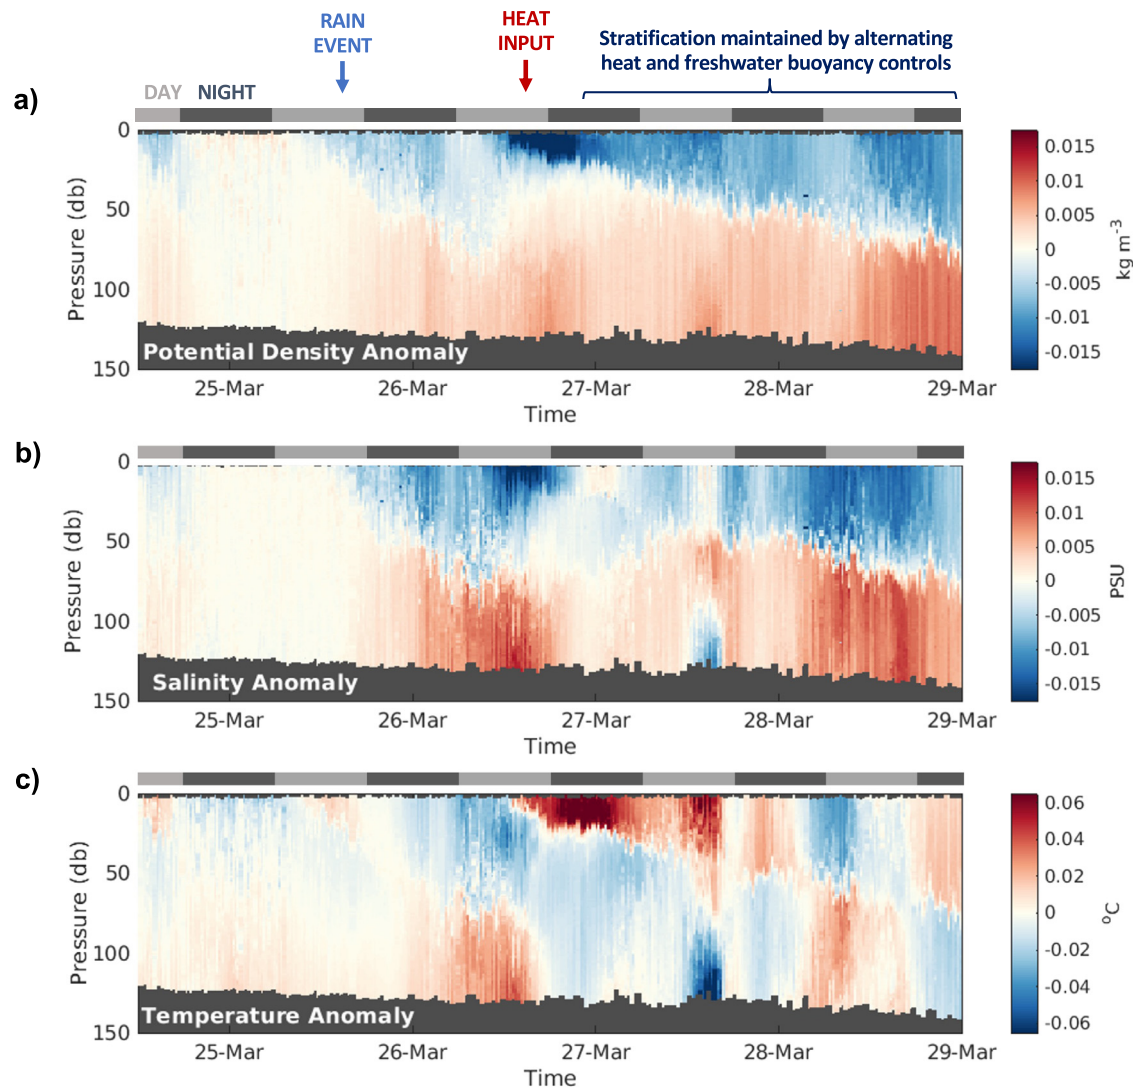 RAIN
EVENT
HEAT
INPUT
Stratification maintained by alternating
heat and freshwater buoyancy controls
DAY NIGHT
a)
0
50
100
150
Pressure (db)
Potential Density Anomaly
25-Mar 26-Mar 27-Mar 28-Mar 29-Mar
Time
0.015
0.01
0.005
0
-0.005
-0.01
-0.015
kg m⁻³
b)
0
50
100
150
Pressure (db)
Salinity Anomaly
25-Mar 26-Mar 27-Mar 28-Mar 29-Mar
Time
0.015
0.01
0.005
0
-0.005
-0.01
-0.015
PSU
c)
0
50
100
150
Pressure (db)
Temperature Anomaly
25-Mar 26-Mar 27-Mar 28-Mar 29-Mar
Time
0.06
0.04
0.02
0
-0.02
-0.04
-0.06
°C